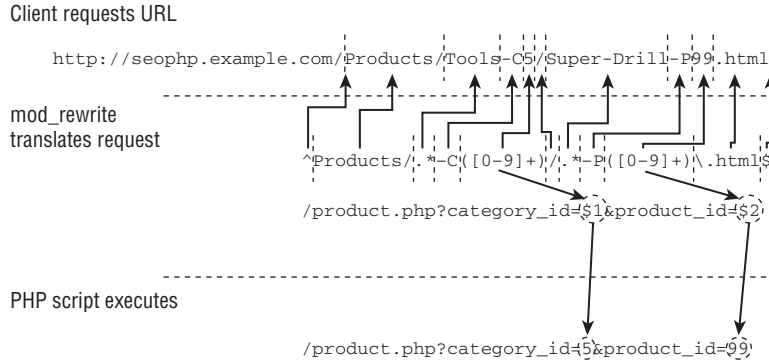 Client requests URL
http://seophp.example.com/Products/Tools-C5/Super-Drill-P99.html
mod_rewrite
translates request
^Products/.*-C([0-9]+)/.*-P([0-9]+)\.html$
/product.php?category_id=$1&product_id=$2
PHP script executes
/product.php?category_id=5&product_id=99